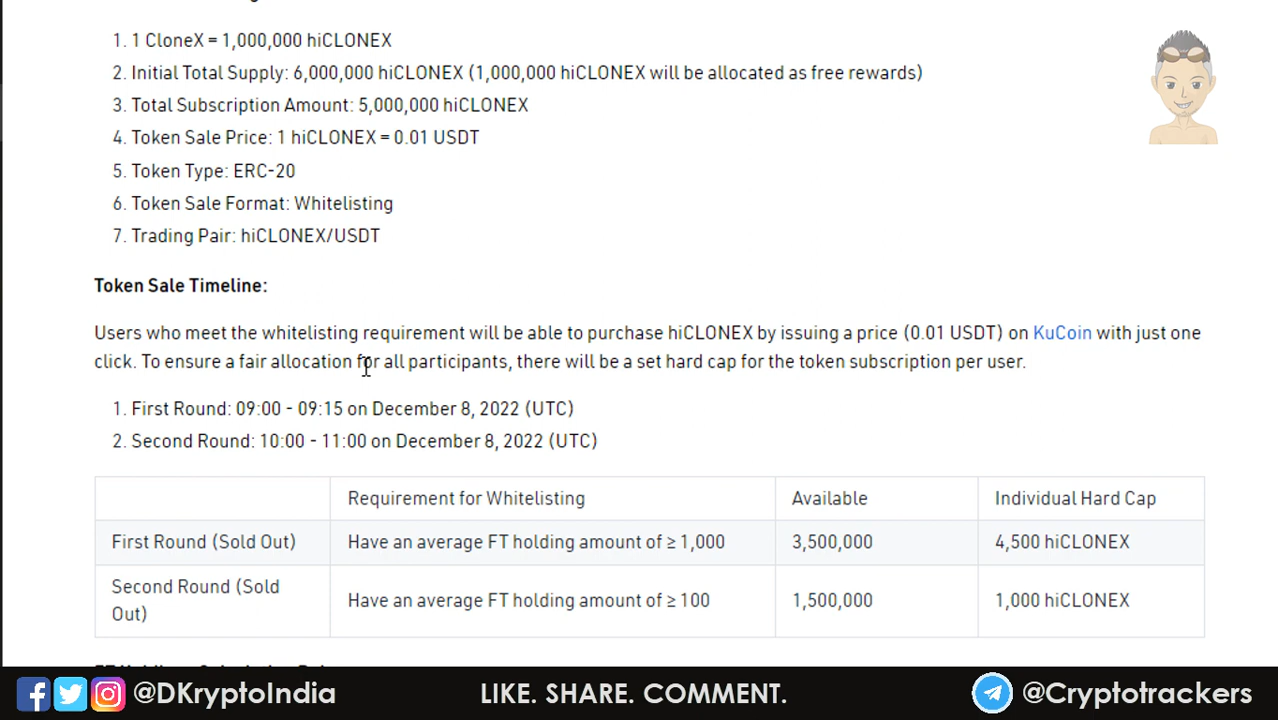 1. 1 CloneX = 1,000,000 hiCLONEX
2. Initial Total Supply: 6,000,000 hiCLONEX (1,000,000 hiCLONEX will be allocated as free rewards)
3. Total Subscription Amount: 5,000,000 hiCLONEX
4. Token Sale Price: 1 hiCLONEX = 0.01 USDT
5. Token Type: ERC-20
6. Token Sale Format: Whitelisting
7. Trading Pair: hiCLONEX/USDT
Token Sale Timeline:
Users who meet the whitelisting requirement will be able to purchase hiCLONEX by issuing a price (0.01 USDT) on KuCoin with just one
click. To ensure a fair allocation for all participants, there will be a set hard cap for the token subscription per user.
1. First Round: 09:00 - 09:15 on December 8, 2022 (UTC)
2. Second Round: 10:00 - 11:00 on December 8, 2022 (UTC)
Requirement for Whitelisting Available Individual Hard Cap
First Round (Sold Out) Have an average FT holding amount of ≥ 1,000 3,500,000 4,500 hiCLONEX
Second Round (Sold
Out) Have an average FT holding amount of ≥ 100 1,500,000 1,000 hiCLONEX
@DKryptoIndia LIKE. SHARE. COMMENT. @Cryptotrackers